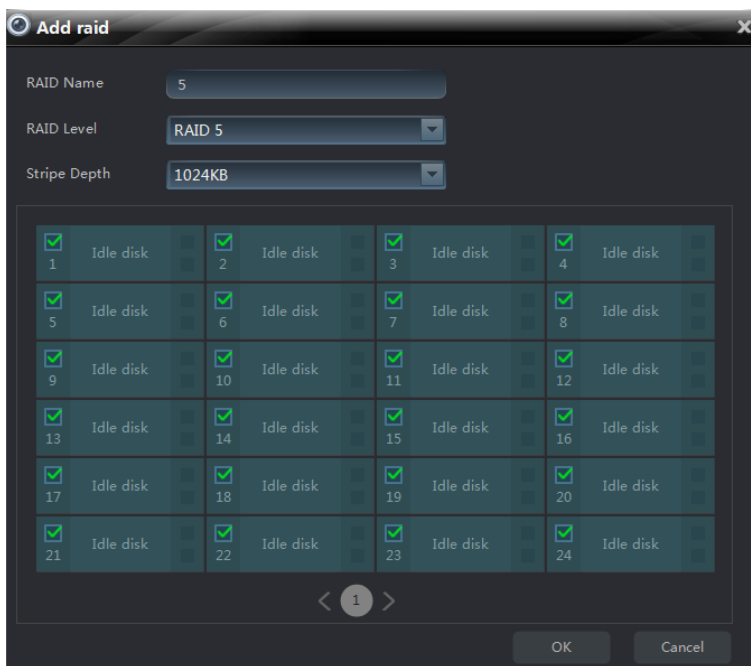 Add raid
RAID Name 5
RAID Level RAID 5
Stripe Depth 1024KB
Idle disk Idle disk Idle disk Idle disk
1 2 3 4
Idle disk Idle disk Idle disk Idle disk
5 6 7 8
Idle disk Idle disk Idle disk Idle disk
9 10 11 12
Idle disk Idle disk Idle disk Idle disk
13 14 15 16
Idle disk Idle disk Idle disk Idle disk
17 18 19 20
Idle disk Idle disk Idle disk Idle disk
21 22 23 24
< 1 >
OK Cancel